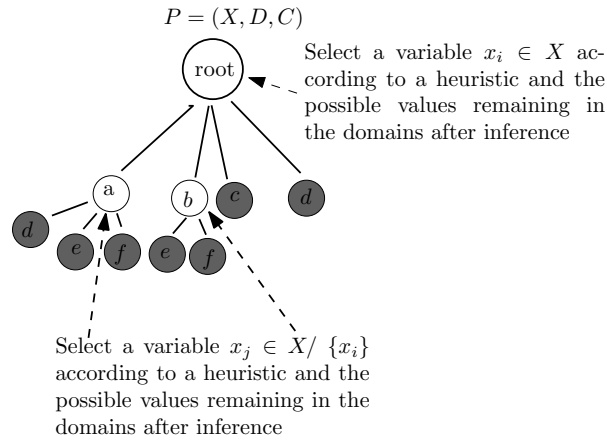 P = (X, D, C)
root
Select a variable x_i ∈ X ac-
cording to a heuristic and the
possible values remaining in
the domains after inference
a
b
c
d
d
e
f
e
f
Select a variable x_j ∈ X/ {x_i}
according to a heuristic and the
possible values remaining in the
domains after inference